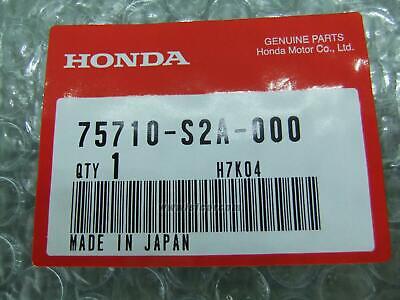 HONDA
GENUINE PARTS
Honda Motor Co., Ltd.
75710-S2A-000
QTY 1 H7K04
MADE IN JAPAN